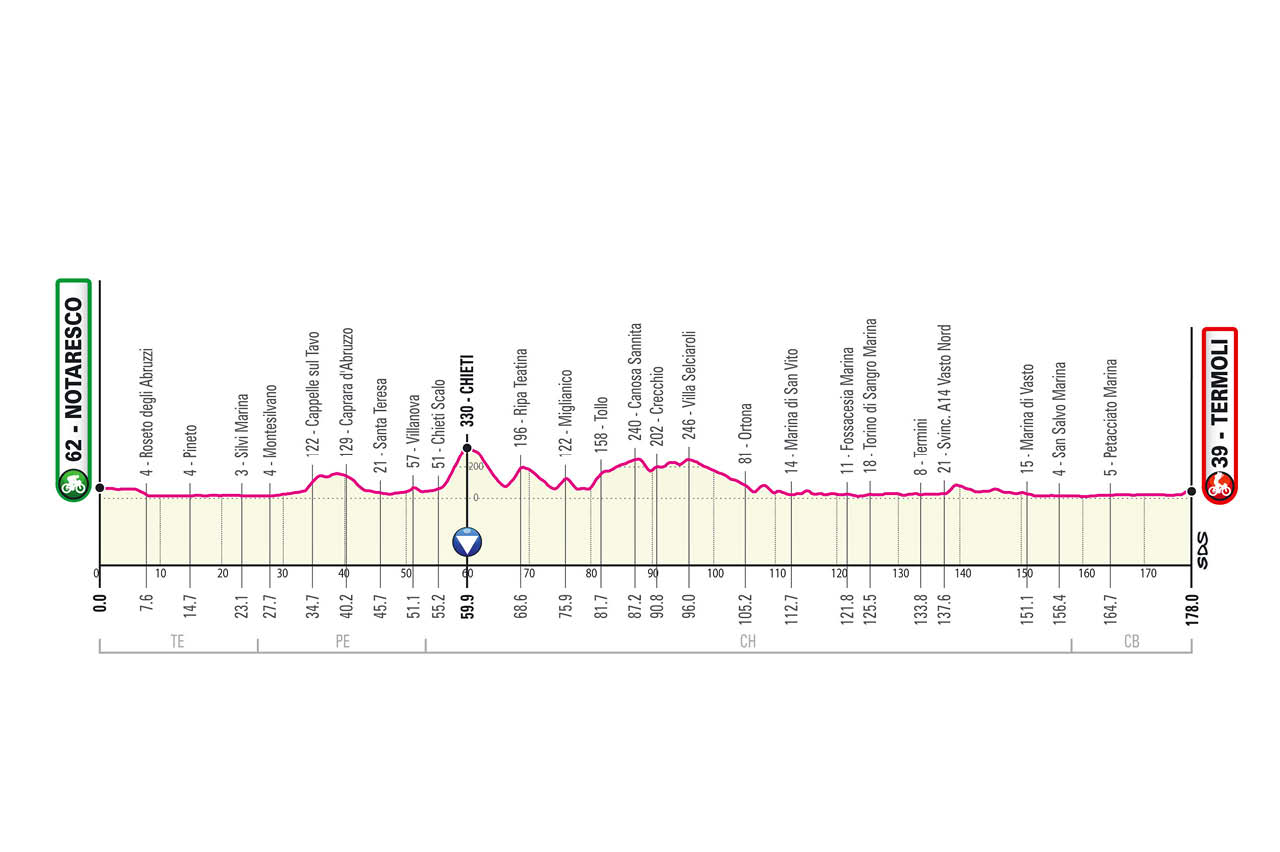 62 - NOTARESCO
4 - Roseto degli Abruzzi
4 - Pineto
3 - Silvi Marina
4 - Montesilvano
122 - Cappelle sul Tavo
129 - Caprara d'Abruzzo
21 - Santa Teresa
57 - Villanova
51 - Chieti Scalo
330 - CHIETI
196 - Ripa Teatina
122 - Miglianico
158 - Tollo
240 - Canosa Sannita
202 - Crecchio
246 - Villa Selciaroli
81 - Ortona
14 - Marina di San Vito
11 - Fossacesia Marina
18 - Torino di Sangro Marina
8 - Termini
21 - Svinc. A14 Vasto Nord
15 - Marina di Vasto
4 - San Salvo Marina
5 - Petacciato Marina
39 - TERMOLI
200
0
SDS
0 10 20 30 40 50 60 70 80 90 100 110 120 130 140 150 160 170
0.0 7.6 14.7 23.1 27.7 34.7 40.2 45.7 51.1 55.2 59.9 68.6 75.9 81.7 87.2 90.8 96.0 105.2 112.7 121.8 125.5 133.8 137.6 151.1 156.4 164.7 178.0
TE PE CH CB